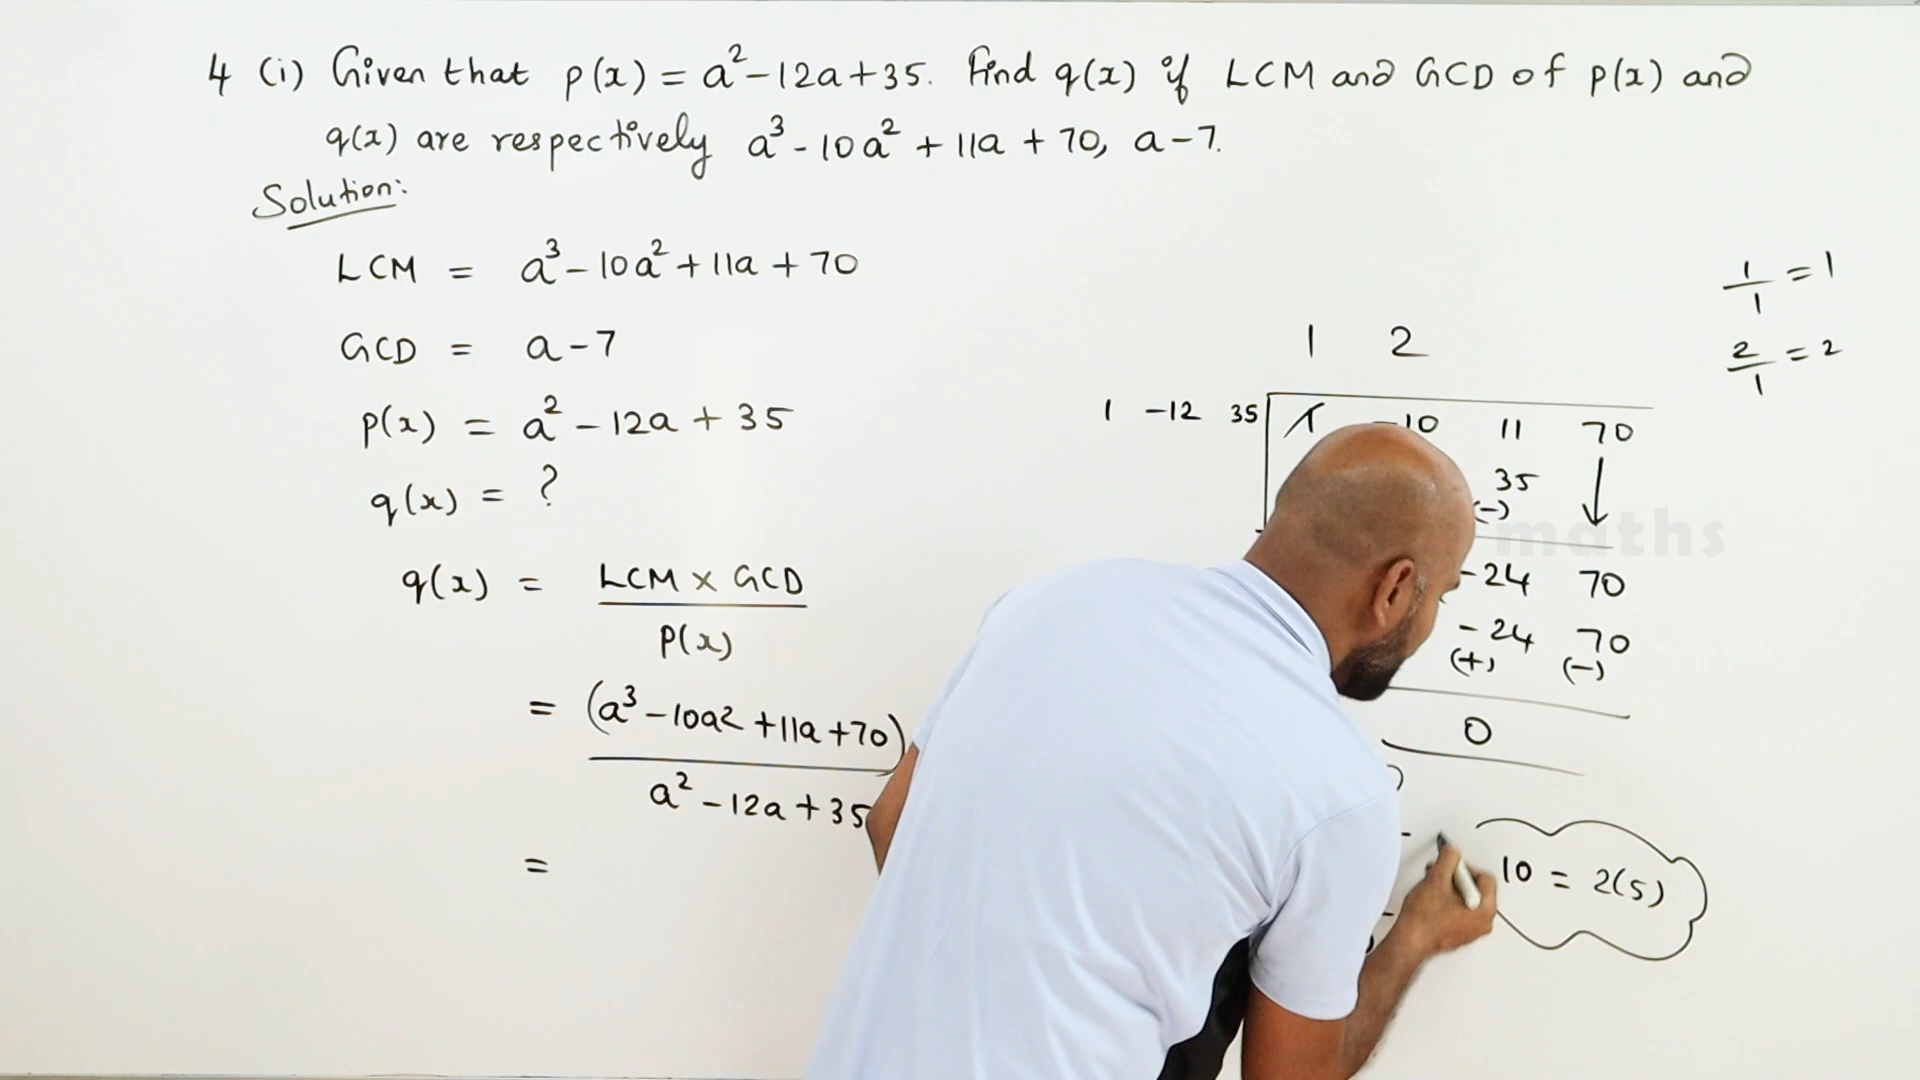 4 (i) Given that p(x) = a² - 12a + 35. Find q(x) if LCM and GCD of p(x) and
q(x) are respectively a³ - 10a² + 11a + 70, a - 7.
Solution:
LCM = a³ - 10a² + 11a + 70
GCD = a - 7
p(x) = a² - 12a + 35
q(x) = ?
q(x) = LCM × GCD
P(x)
= (a³ - 10a² + 11a + 70)
a² - 12a + 35
=
1/1 = 1
2/1 = 2
1 2
1 -12 35 1 -10 11 70
35
(-)
maths
-24 70
-24 70
(+) (-)
0
10 = 2(5)